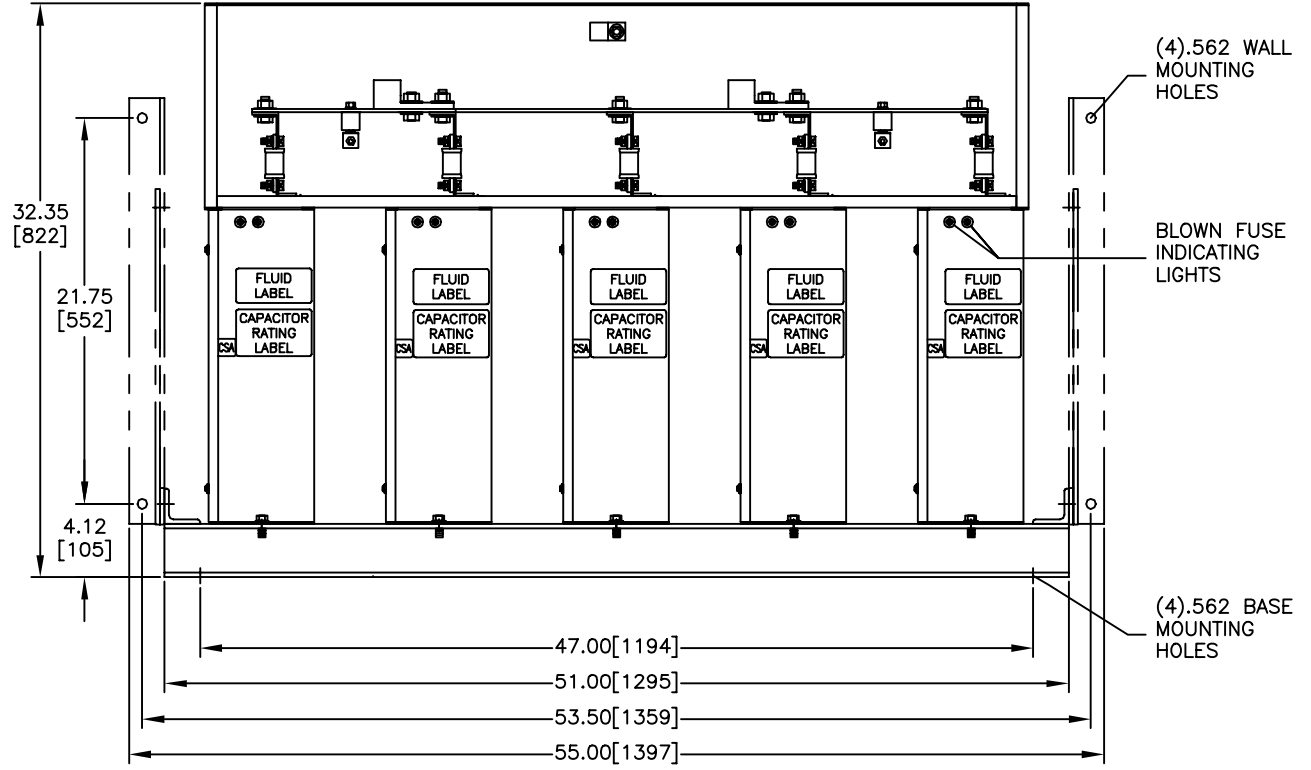 (4).562 WALL
MOUNTING
HOLES
32.35
[822]
21.75
[552]
4.12
[105]
BLOWN FUSE
INDICATING
LIGHTS
FLUID
LABEL
CAPACITOR
RATING
LABEL
CSA
FLUID
LABEL
CAPACITOR
RATING
LABEL
CSA
FLUID
LABEL
CAPACITOR
RATING
LABEL
CSA
FLUID
LABEL
CAPACITOR
RATING
LABEL
CSA
FLUID
LABEL
CAPACITOR
RATING
LABEL
CSA
(4).562 BASE
MOUNTING
HOLES
47.00[1194]
51.00[1295]
53.50[1359]
55.00[1397]